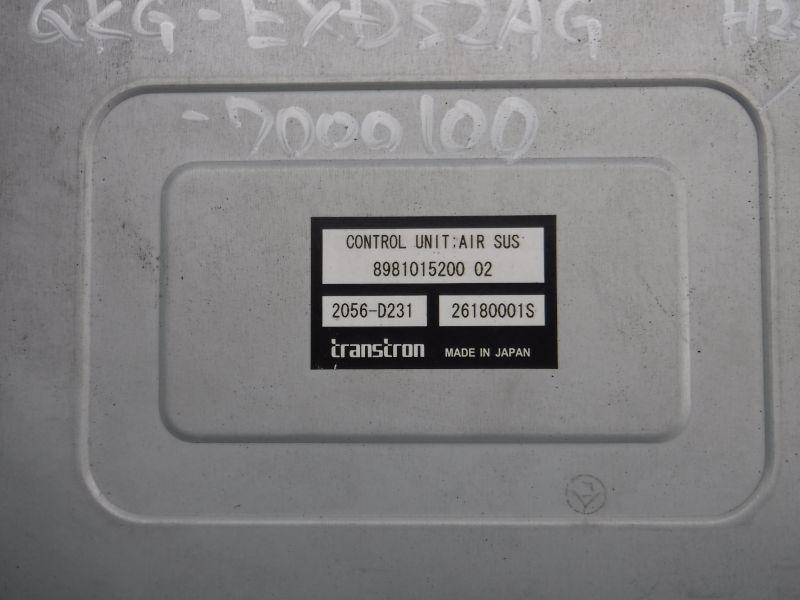 QKG-EXD52AG
-7000100
CONTROL UNIT:AIR SUS
8981015200 02
2056-D231 26180001S
transtron MADE IN JAPAN